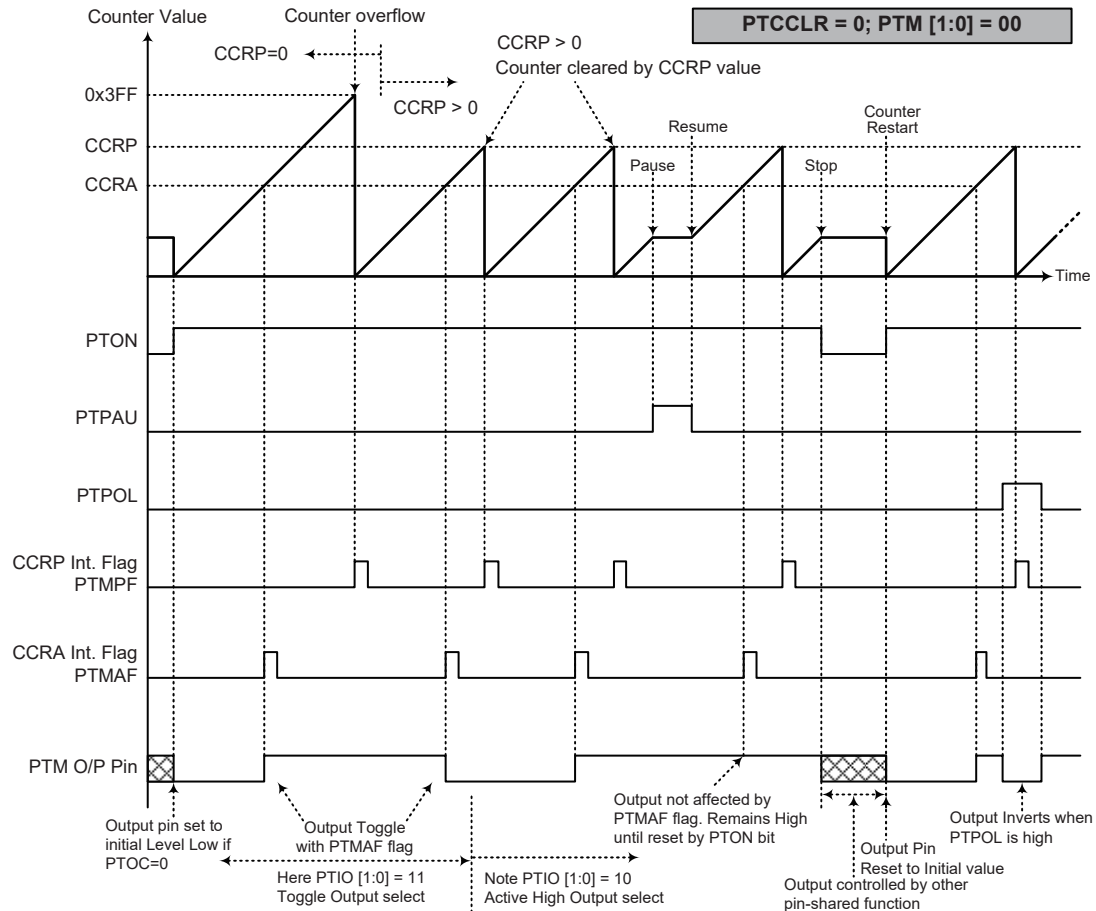 Counter Value
Counter overflow
PTCCLR = 0; PTM [1:0] = 00
CCRP=0
CCRP > 0
CCRP > 0
Counter cleared by CCRP value
0x3FF
CCRP
CCRA
Pause
Resume
Stop
Counter
Restart
Time
PTON
PTPAU
PTPOL
CCRP Int. Flag
PTMPF
CCRA Int. Flag
PTMAF
PTM O/P Pin
Output pin set to
initial Level Low if
PTOC=0
Output Toggle
with PTMAF flag
Here PTIO [1:0] = 11
Toggle Output select
Note PTIO [1:0] = 10
Active High Output select
Output not affected by
PTMAF flag. Remains High
until reset by PTON bit
Output Pin
Reset to Initial value
Output controlled by other
pin-shared function
Output Inverts when
PTPOL is high